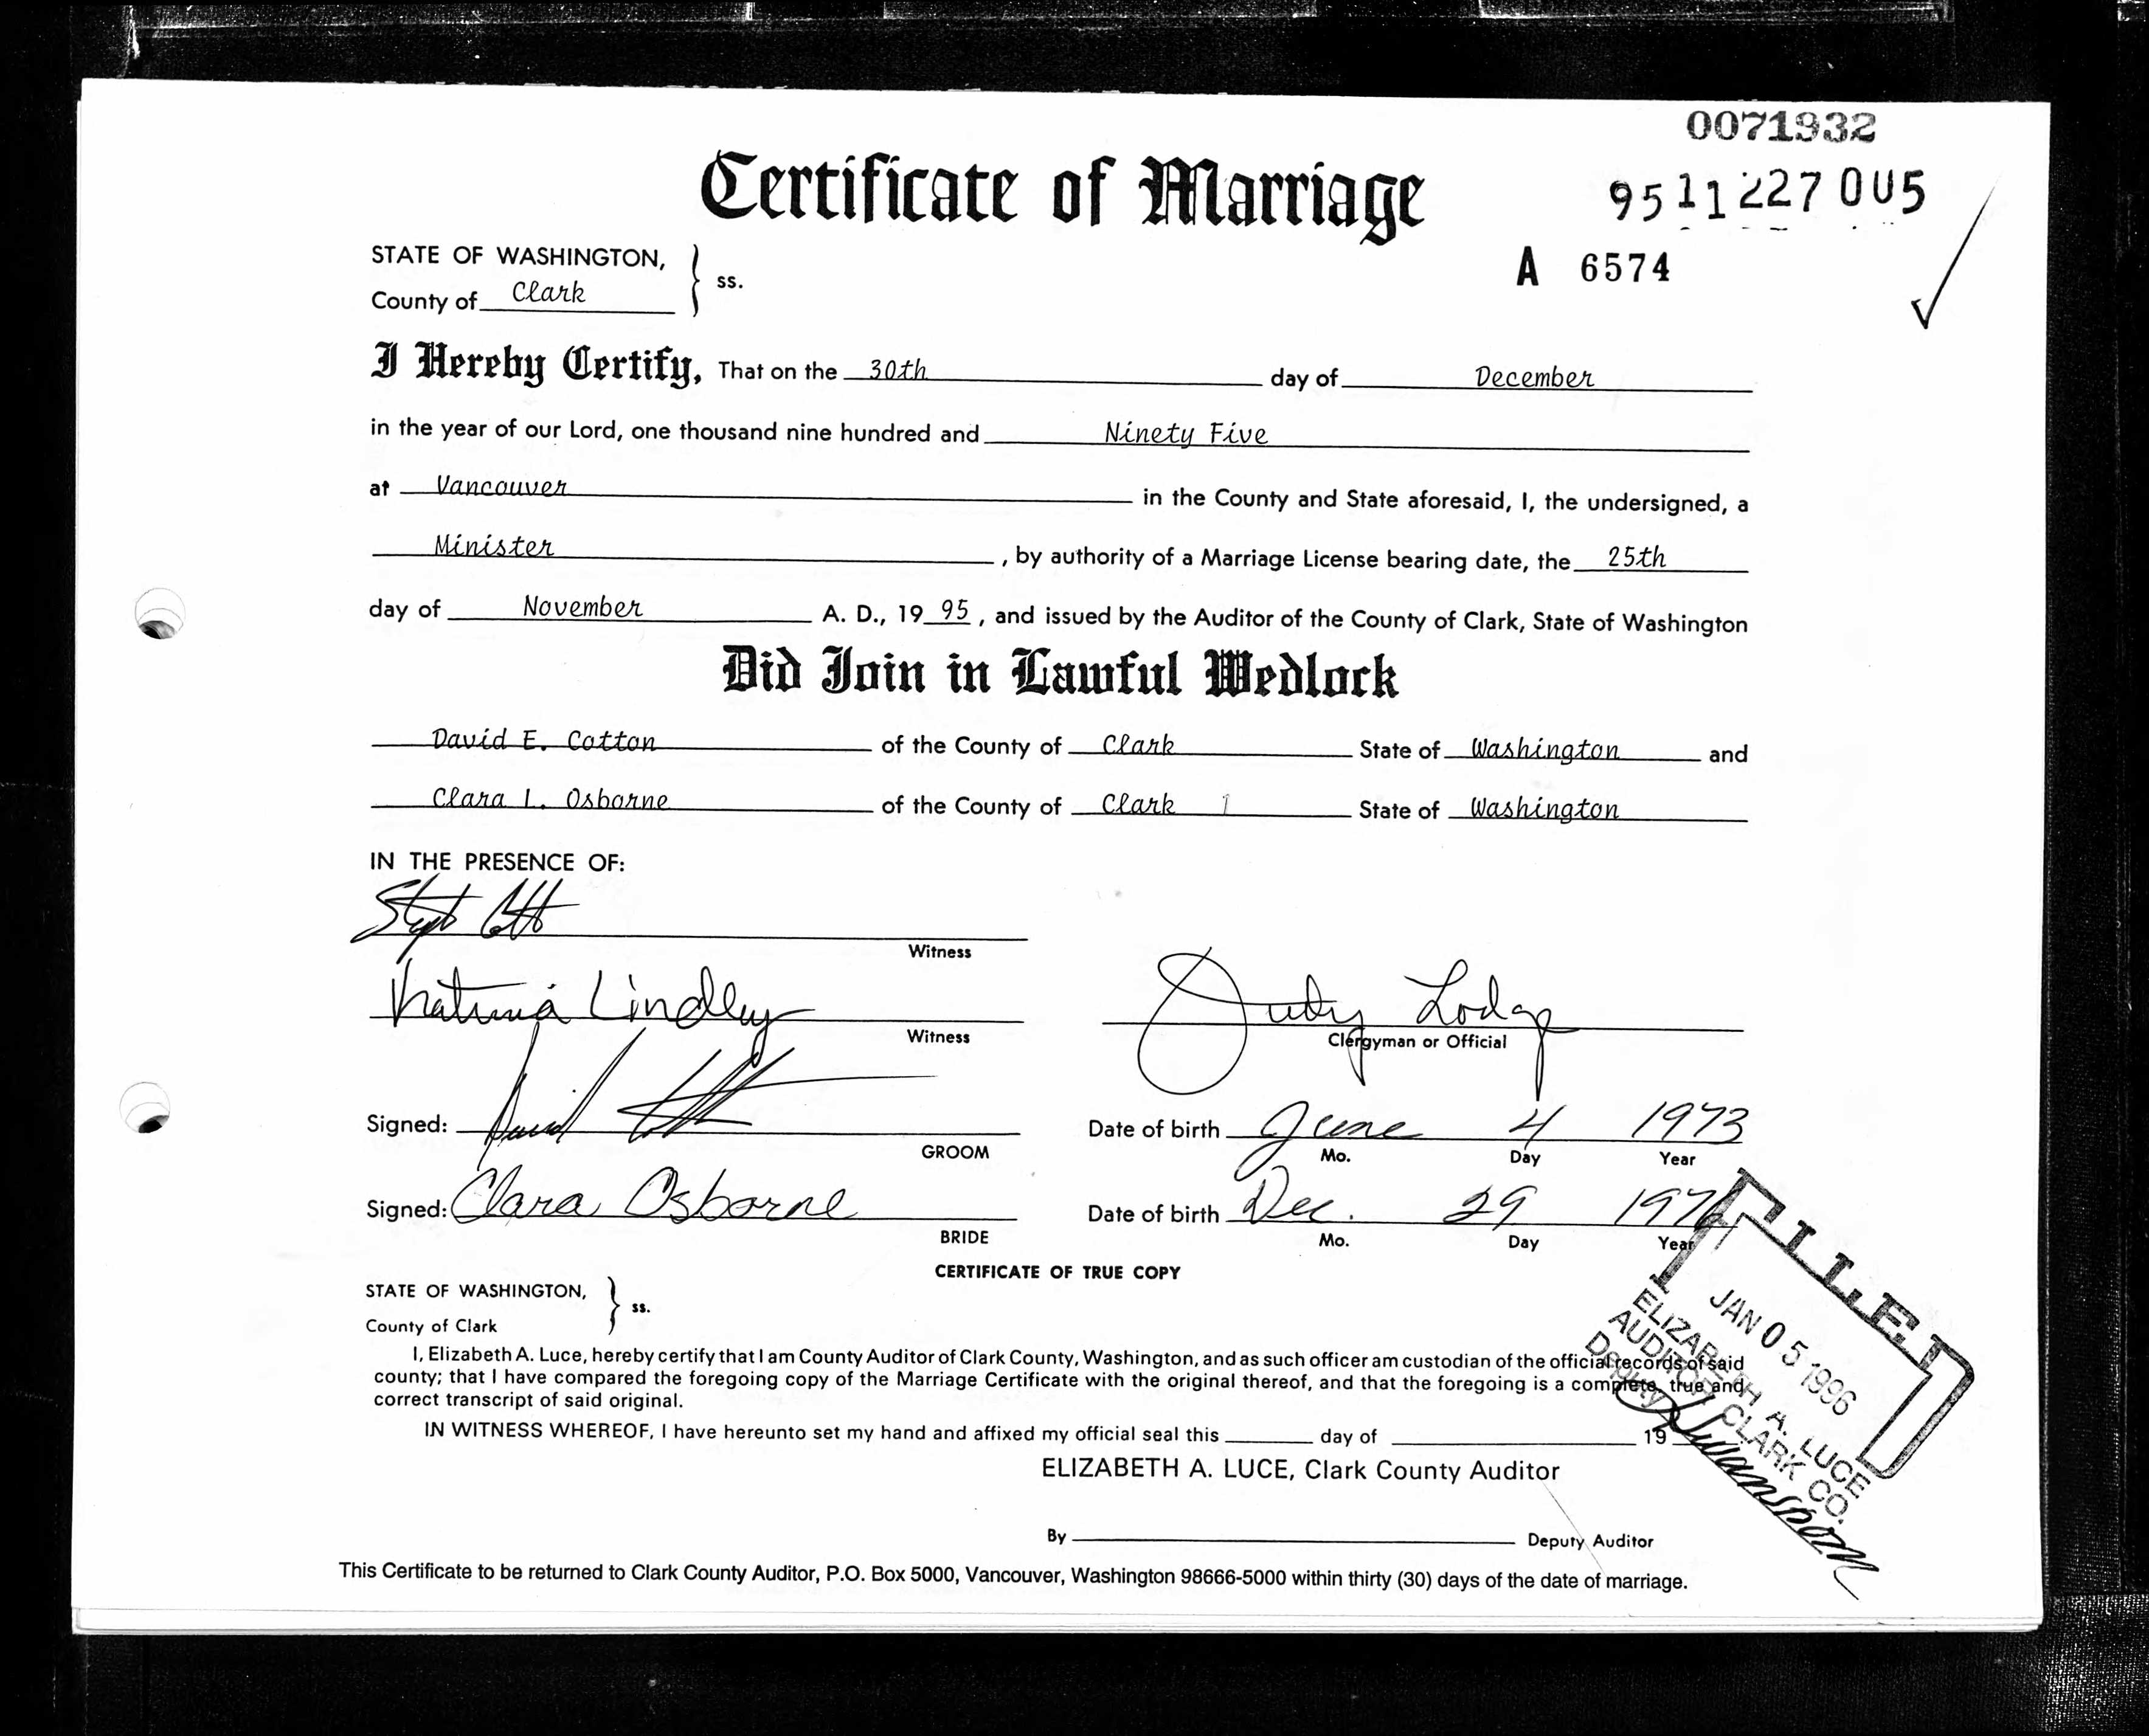 0071932
Certificate of Marriage
9511227005
STATE OF WASHINGTON, } ss.
A 6574
County of Clark
I Hereby Certify, That on the 30th day of December
in the year of our Lord, one thousand nine hundred and Ninety Five
at Vancouver in the County and State aforesaid, I, the undersigned, a
Minister, by authority of a Marriage License bearing date, the 25th
day of November A. D., 19 95, and issued by the Auditor of the County of Clark, State of Washington
Did Join in Lawful Wedlock
David E. Cotton of the County of Clark State of Washington and
Clara L. Osborne of the County of Clark State of Washington
IN THE PRESENCE OF:
Witness
Katrina Lindley Judy Lodge
Witness Clergyman or Official
Signed: David Date of birth June 4 1973
GROOM Mo. Day Year
Signed: Clara Osborne Date of birth Dec. 29
BRIDE Mo. Day Year
CERTIFICATE OF TRUE COPY
STATE OF WASHINGTON, } ss.
County of Clark
I, Elizabeth A. Luce, hereby certify that I am County Auditor of Clark County, Washington, and as such officer am custodian of the official records of said
county; that I have compared the foregoing copy of the Marriage Certificate with the original thereof, and that the foregoing is a complete, true and
correct transcript of said original.
IN WITNESS WHEREOF, I have hereunto set my hand and affixed my official seal this day of 19
ELIZABETH A. LUCE, Clark County Auditor
By Deputy Auditor
This Certificate to be returned to Clark County Auditor, P.O. Box 5000, Vancouver, Washington 98666-5000 within thirty (30) days of the date of marriage.
FILED
JAN 05 1996
ELIZABETH A. LUCE
AUDITOR CLARK CO.
Deputy